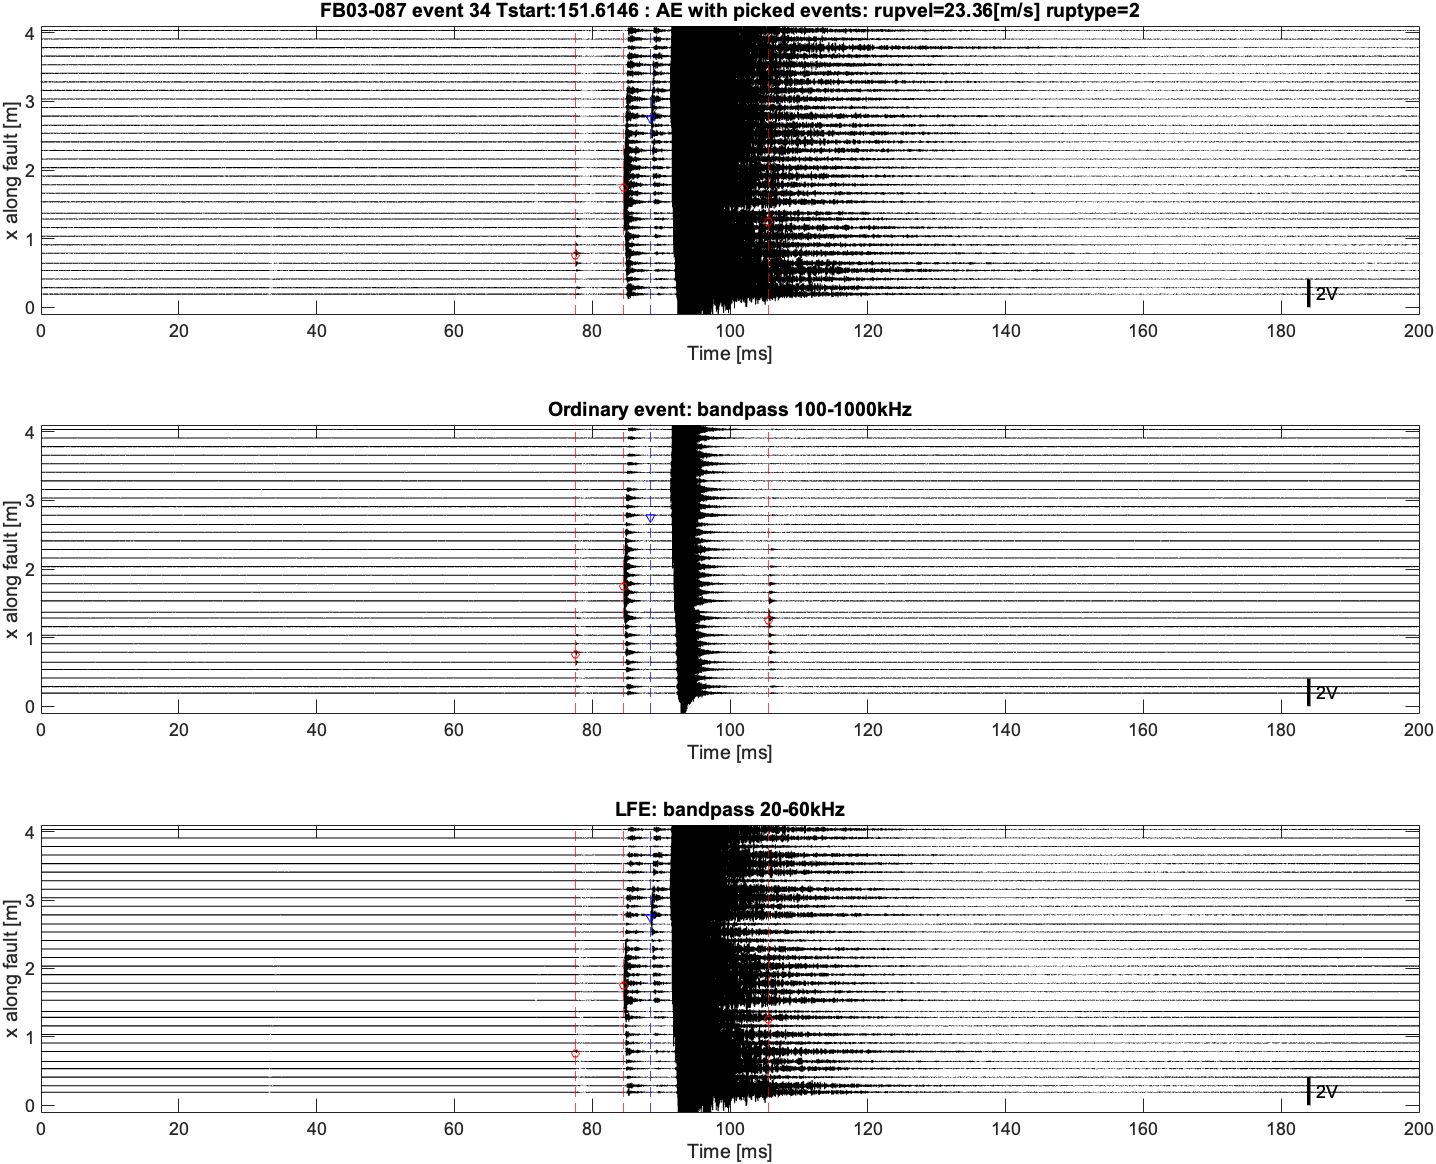 FB03-087 event 34 Tstart:151.6146 : AE with picked events: rupvel=23.36[m/s] ruptype=2
x along fault [m]
4
3
2
1
0
2V
0 20 40 60 80 100 120 140 160 180 200
Time [ms]
Ordinary event: bandpass 100-1000kHz
x along fault [m]
4
3
2
1
0
2V
0 20 40 60 80 100 120 140 160 180 200
Time [ms]
LFE: bandpass 20-60kHz
x along fault [m]
4
3
2
1
0
2V
0 20 40 60 80 100 120 140 160 180 200
Time [ms]